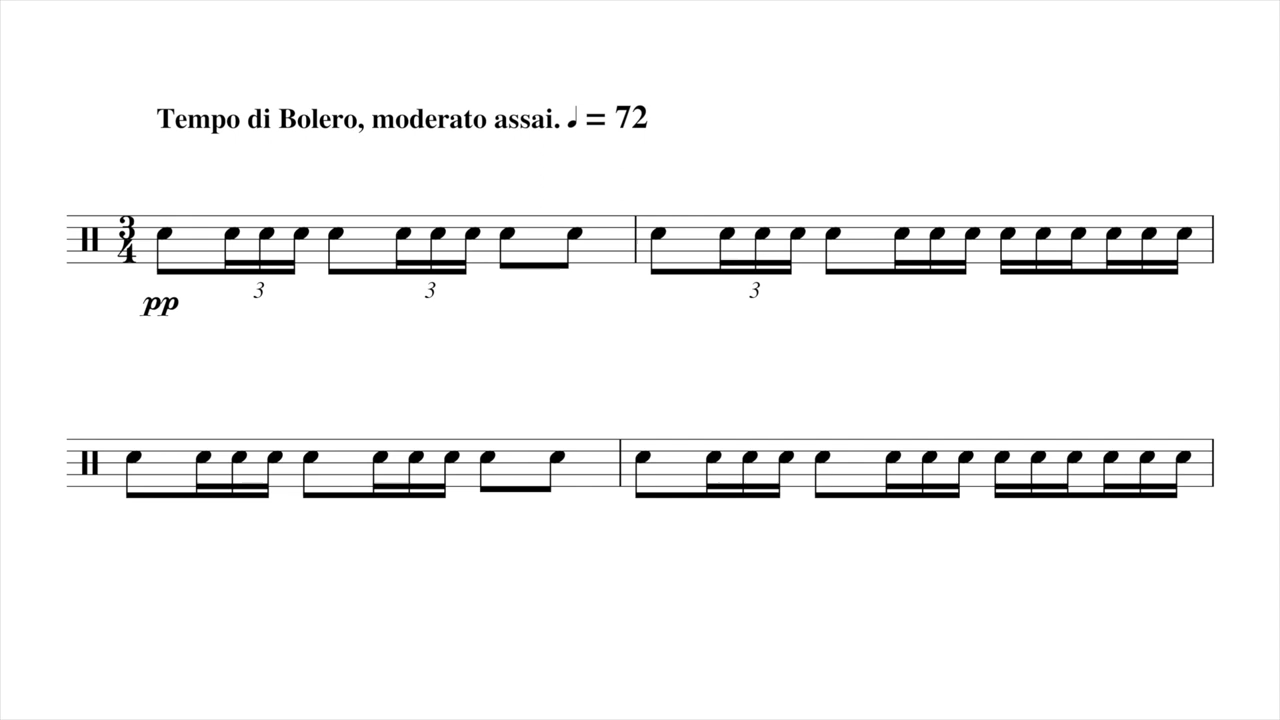 Tempo di Bolero, moderato assai. ♩ = 72
3
4
3 3 3
pp